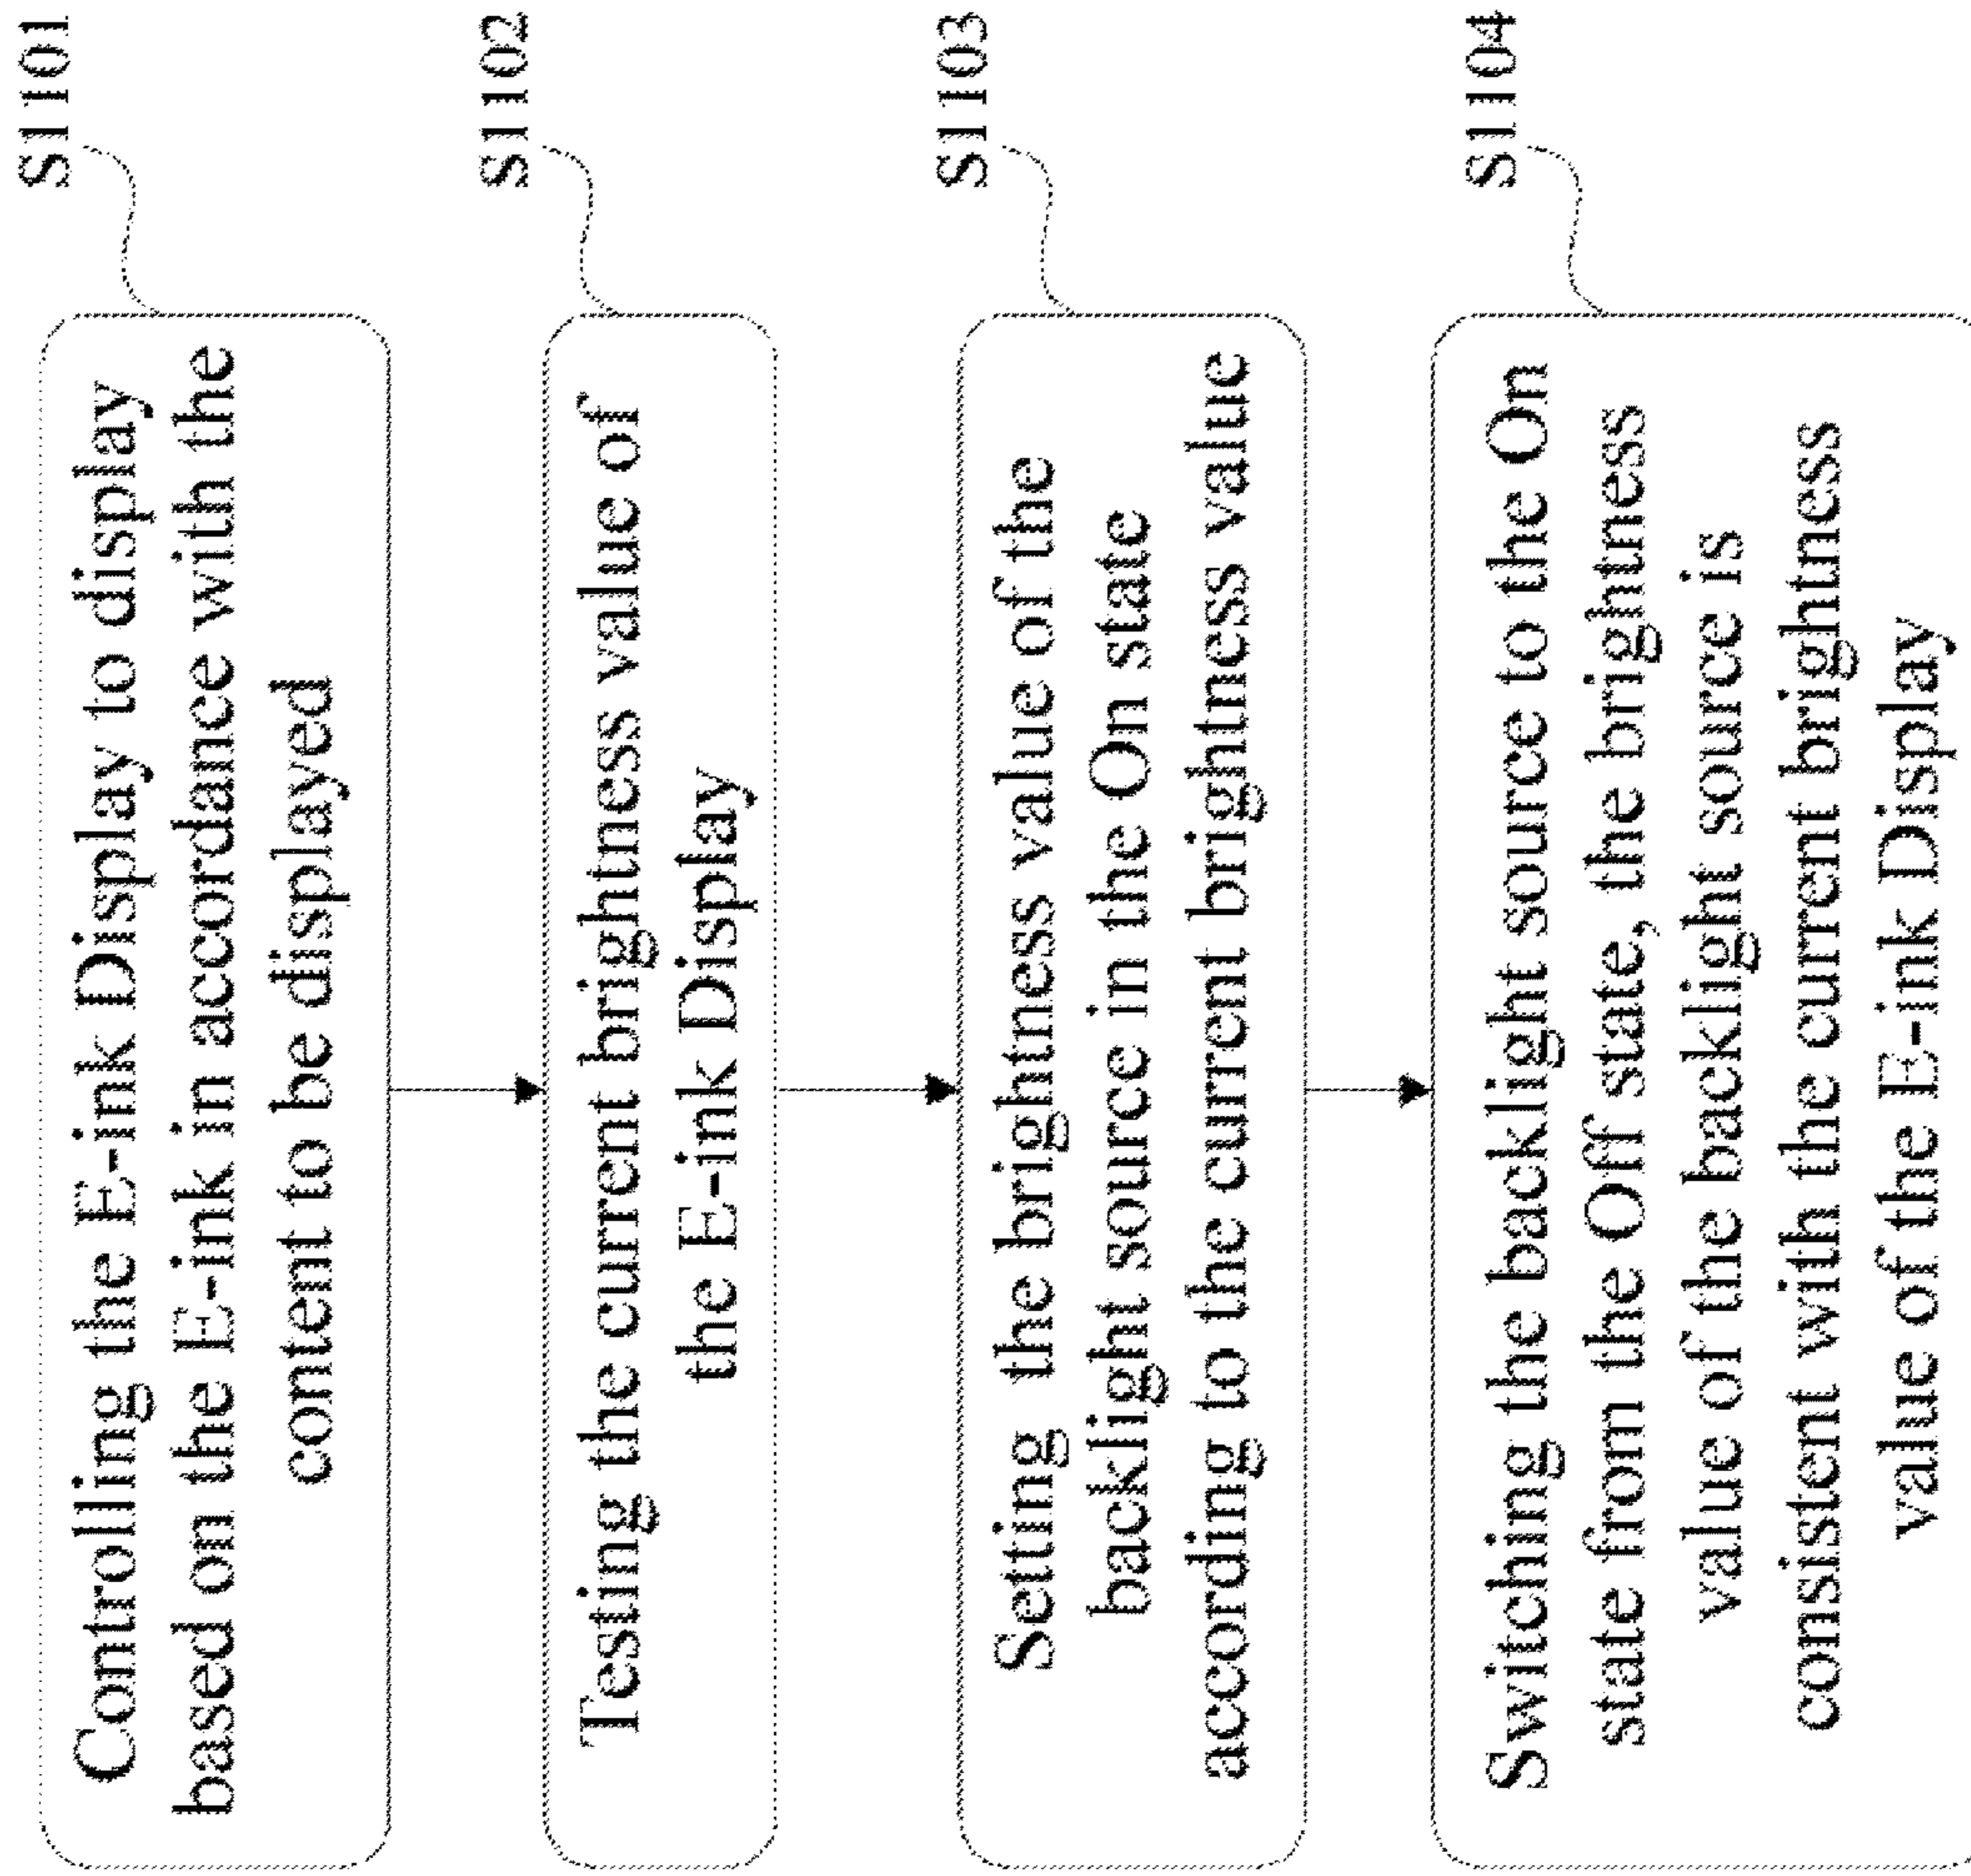 S1101
Controlling the E-ink Display to display
based on the E-ink in accordance with the
content to be displayed
S1102
Testing the current brightness value of
the E-ink Display
S1103
Setting the brightness value of the
backlight source in the On state
according to the current brightness value
S1104
Switching the backlight source to the On
state from the Off state, the brightness
value of the backlight source is
consistent with the current brightness
value of the E-ink Display